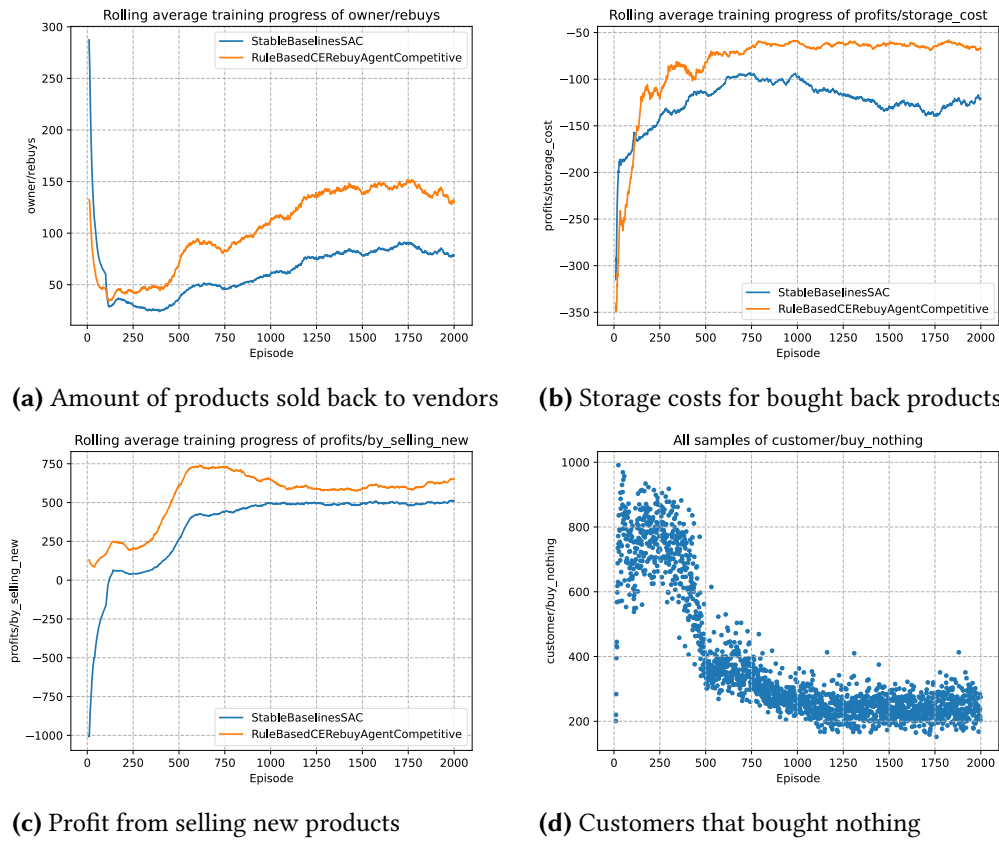 Rolling average training progress of owner/rebuys
300
250
200
150
100
50
owner/rebuys
0
250
500
750
1000
1250
1500
1750
2000
Episode
StableBaselinesSAC
RuleBasedCERebuyAgentCompetitive
(a) Amount of products sold back to vendors
Rolling average training progress of profits/storage_cost
−50
−100
−150
−200
−250
−300
−350
profits/storage_cost
0
250
500
750
1000
1250
1500
1750
2000
Episode
StableBaselinesSAC
RuleBasedCERebuyAgentCompetitive
(b) Storage costs for bought back products
Rolling average training progress of profits/by_selling_new
750
500
250
0
−250
−500
−750
−1000
profits/by_selling_new
0
250
500
750
1000
1250
1500
1750
2000
Episode
StableBaselinesSAC
RuleBasedCERebuyAgentCompetitive
(c) Profit from selling new products
All samples of customer/buy_nothing
1000
800
600
400
200
customer/buy_nothing
0
250
500
750
1000
1250
1500
1750
2000
Episode
(d) Customers that bought nothing